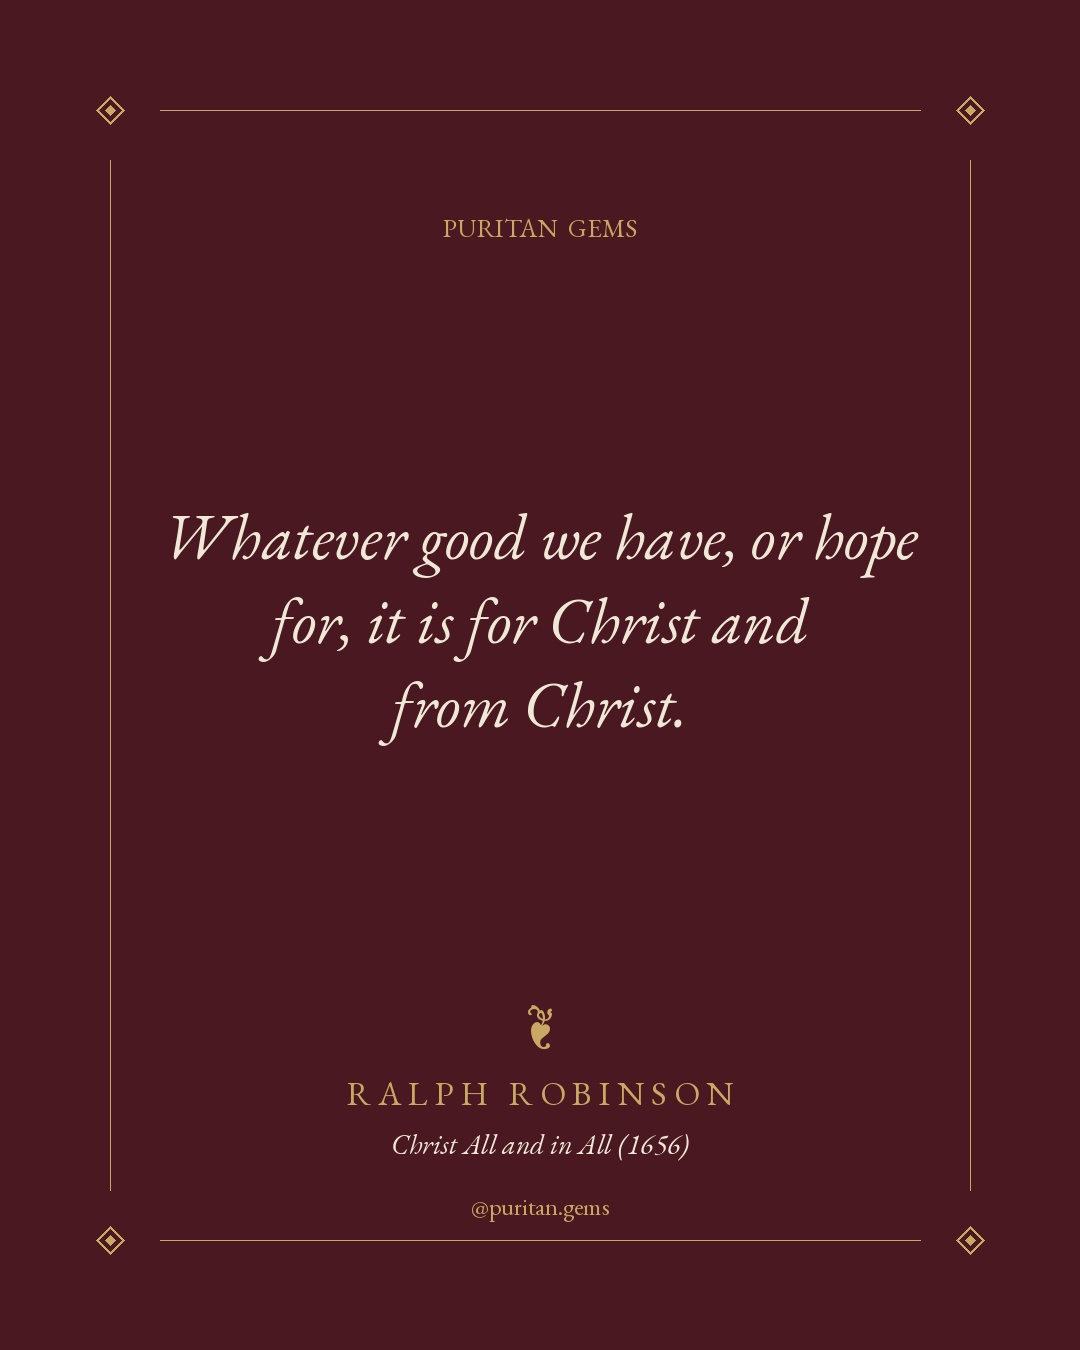 PURITAN GEMS
Whatever good we have, or hope
for, it is for Christ and
from Christ.
RALPH ROBINSON
Christ All and in All (1656)
@puritan.gems